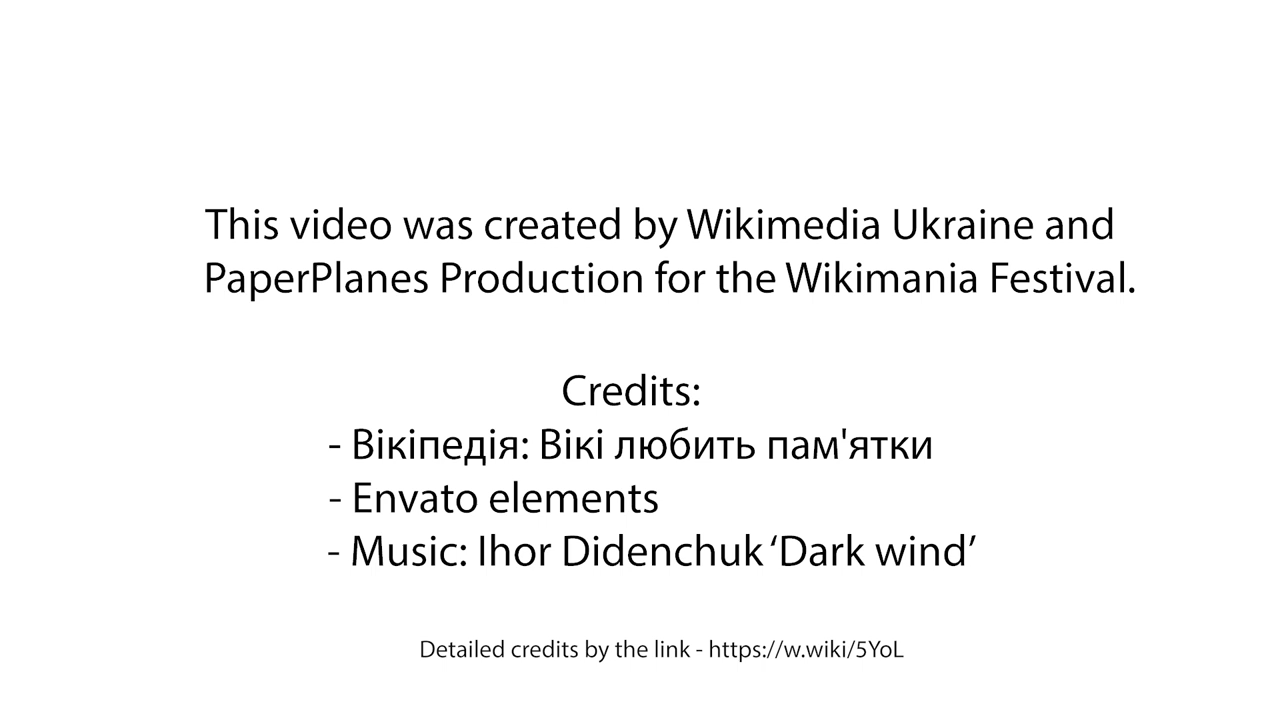 This video was created by Wikimedia Ukraine and
PaperPlanes Production for the Wikimania Festival.
Credits:
- Вікіпедія: Вікі любить пам'ятки
- Envato elements
- Music: Ihor Didenchuk ‘Dark wind’
Detailed credits by the link - https://w.wiki/5YoL